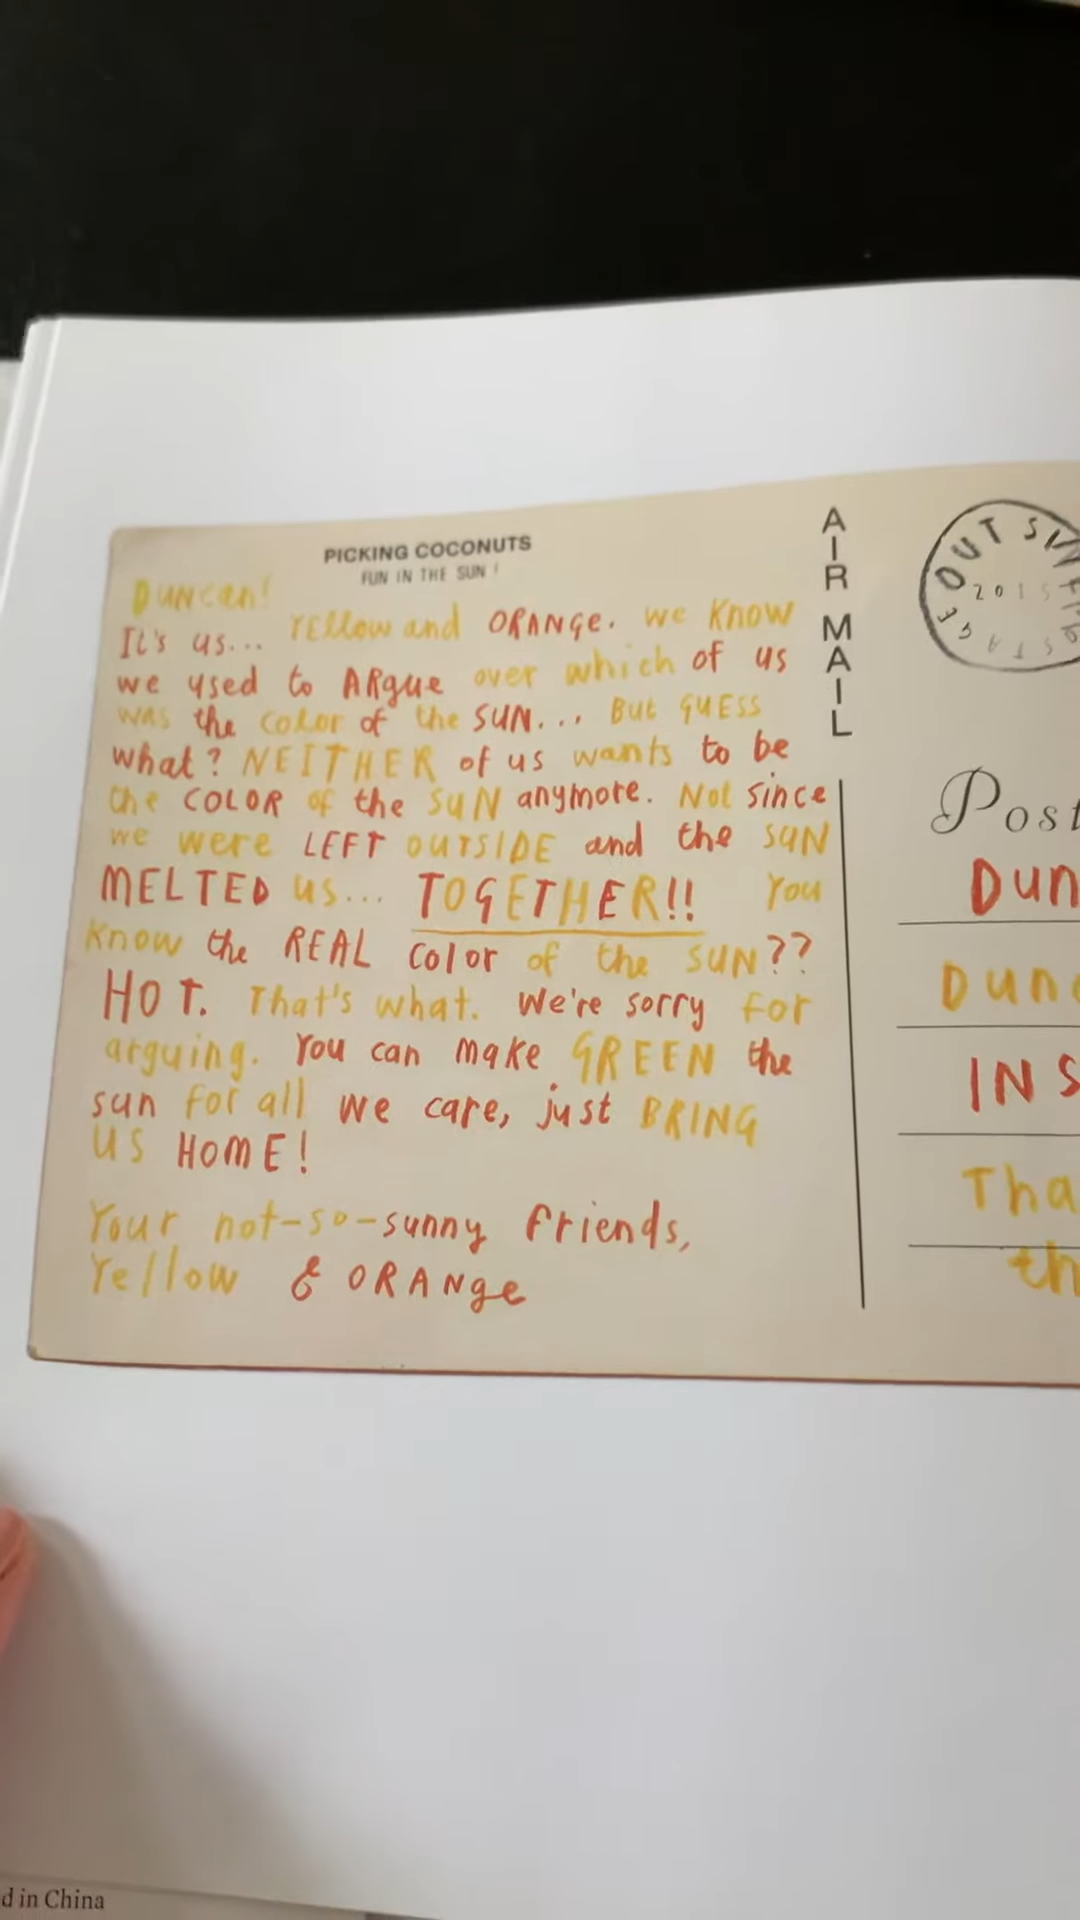 PICKING COCONUTS
FUN IN THE SUN!
DUNCan!
It's us... YEllow and ORANGE. we Know
we used to ARgue over which of us
was the color of the SUN... But GUESS
what? NEITHER of us wants to be
the COLOR of the SUN anymore. Not since
we were LEFT OUTSIDE and the SUN
MELTED us... TOGETHER!! You
Know the REAL Color of the SUN??
HOT. That's what. We're sorry for
arguing. You can make GREEN the
sun for all we care, just BRING
US HOME!
Your not-so-sunny friends,
Yellow & ORANge
AIR MAIL
OUT
2015
Post
Dun
Dunc
INS
Tha
th
d in China